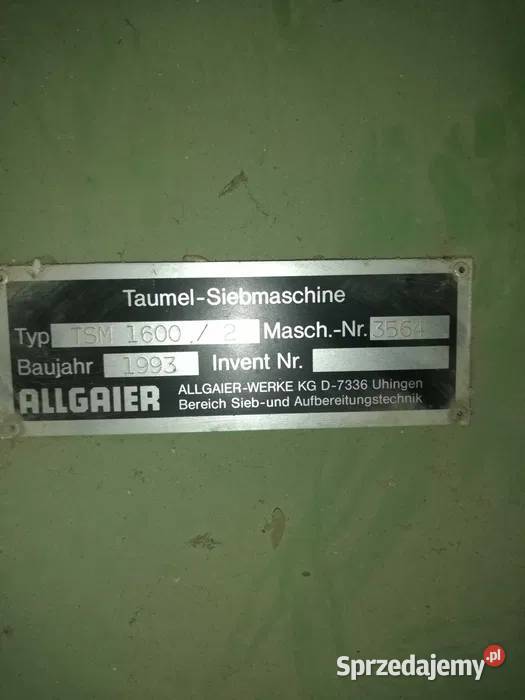 Taumel-Siebmaschine
Typ TSM 1600 / 2 Masch.-Nr. 3564
Baujahr 1993 Invent Nr.
ALLGAIER ALLGAIER-WERKE KG D-7336 Uhingen
Bereich Sieb-und Aufbereitungstechnik
Sprzedajemy.pl